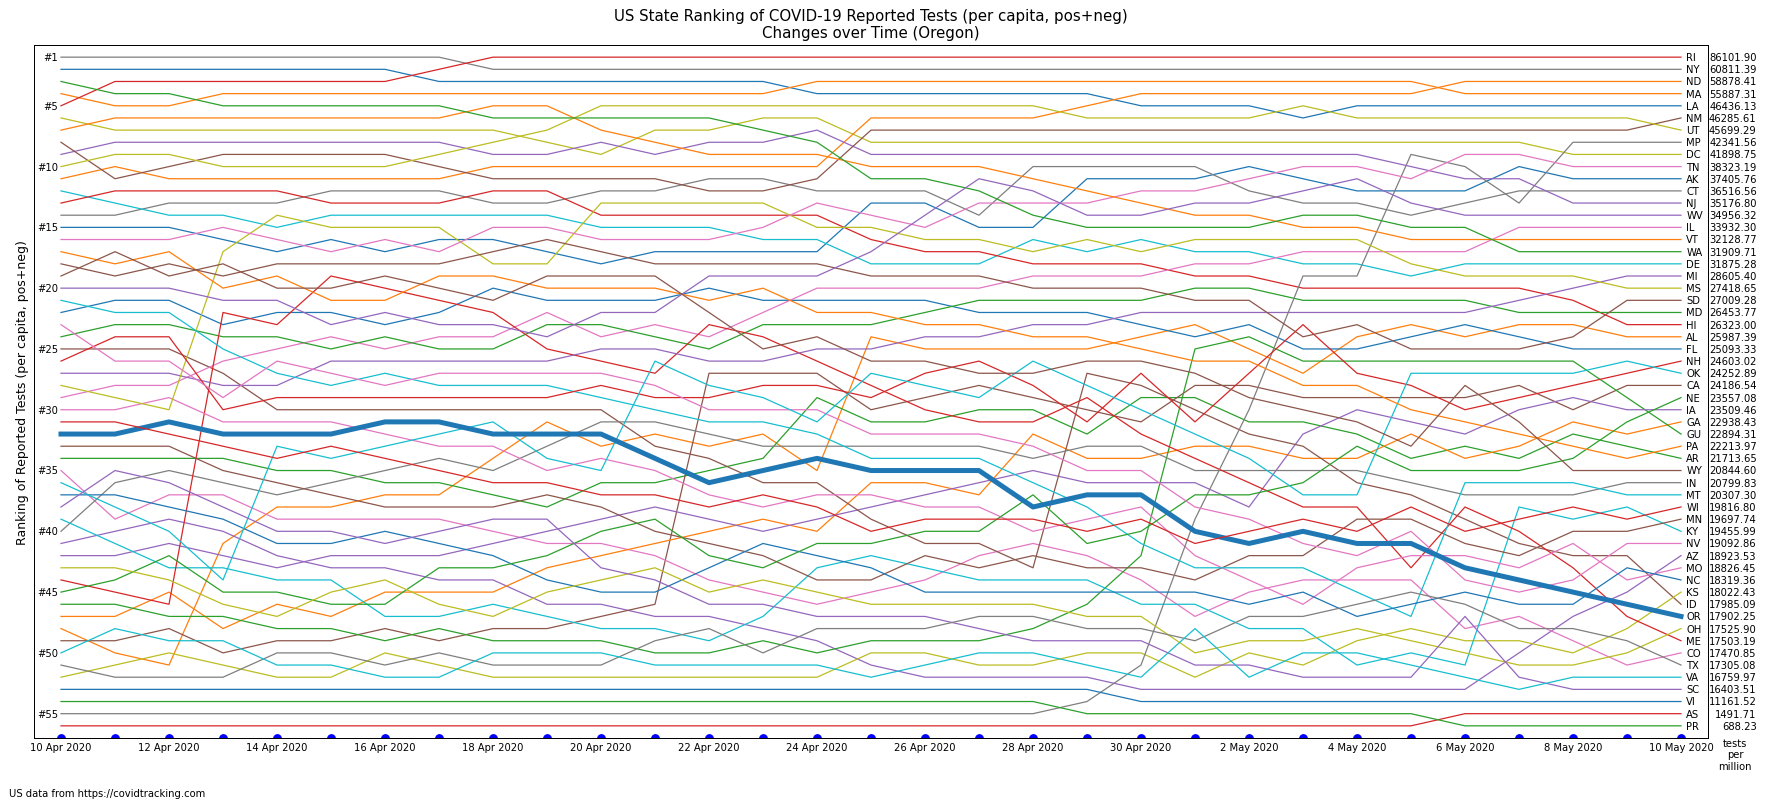 US State Ranking of COVID-19 Reported Tests (per capita, pos+neg)
Changes over Time (Oregon)
Ranking of Reported Tests (per capita, pos+neg)
#1
#5
#10
#15
#20
#25
#30
#35
#40
#45
#50
#55
RI 86101.90
NY 60811.39
ND 58878.41
MA 55887.31
LA 46436.13
NM 46285.61
UT 45699.29
MP 42341.56
DC 41898.75
TN 38323.19
AK 37405.76
CT 36516.56
NJ 35176.80
WV 34956.32
IL 33932.30
VT 32128.77
WA 31909.71
DE 31875.28
MI 28605.40
MS 27418.65
SD 27009.28
MD 26453.77
HI 26323.00
AL 25987.39
FL 25093.33
NH 24603.02
OK 24252.89
CA 24186.54
NE 23557.08
IA 23509.46
GA 22938.43
GU 22894.31
PA 22213.97
AR 21713.65
WY 20844.60
IN 20799.83
MT 20307.30
WI 19816.80
MN 19697.74
KY 19455.99
NV 19092.86
AZ 18923.53
MO 18826.45
NC 18319.36
KS 18022.43
ID 17985.09
OR 17902.25
OH 17525.90
ME 17503.19
CO 17470.85
TX 17305.08
VA 16759.97
SC 16403.51
VI 11161.52
AS 1491.71
PR 688.23
10 Apr 2020 12 Apr 2020 14 Apr 2020 16 Apr 2020 18 Apr 2020 20 Apr 2020 22 Apr 2020 24 Apr 2020 26 Apr 2020 28 Apr 2020 30 Apr 2020 2 May 2020 4 May 2020 6 May 2020 8 May 2020 10 May 2020
tests
per
million
US data from https://covidtracking.com